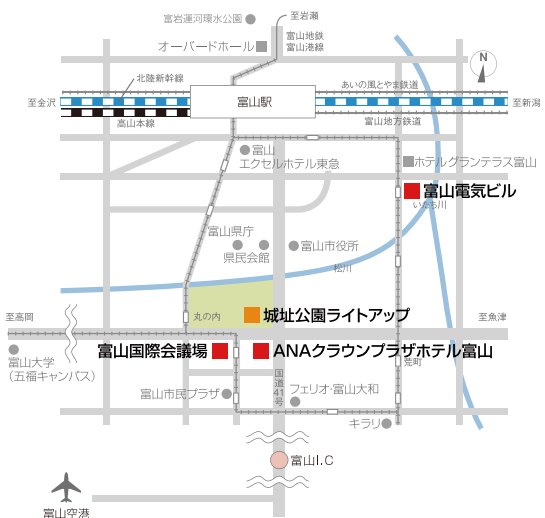 至岩瀬
富岩運河環水公園
富山地鉄
富山港線
オーバードホール
N
北陸新幹線
あいの風とやま鉄道
至金沢
富山駅
至新潟
高山本線
富山地方鉄道
富山
エクセルホテル東急
ホテルグランテラス富山
富山電気ビル
いたち川
富山県庁
県民会館
富山市役所
松川
至高岡
丸の内
城址公園ライトアップ
至魚津
富山国際会議場
ANAクラウンプラザホテル富山
荒町
富山大学
(五福キャンパス)
国道41号
富山市民プラザ
フェリオ・富山大和
キラリ
富山I.C
富山空港